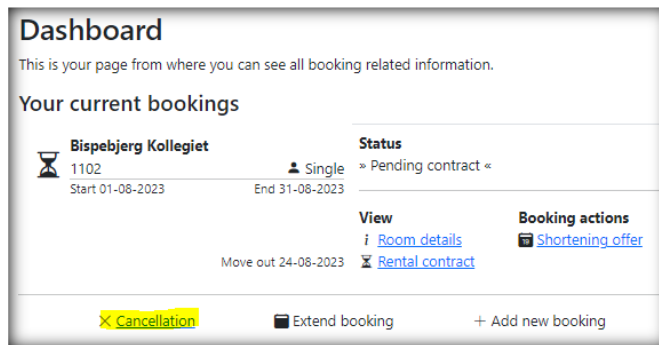 Dashboard
This is your page from where you can see all booking related information.
Your current bookings
Bispebjerg Kollegiet
1102 Single
Start 01-08-2023 End 31-08-2023
Move out 24-08-2023
Status
» Pending contract «
View
i Room details
Rental contract
Booking actions
19 Shortening offer
× Cancellation
Extend booking
+ Add new booking